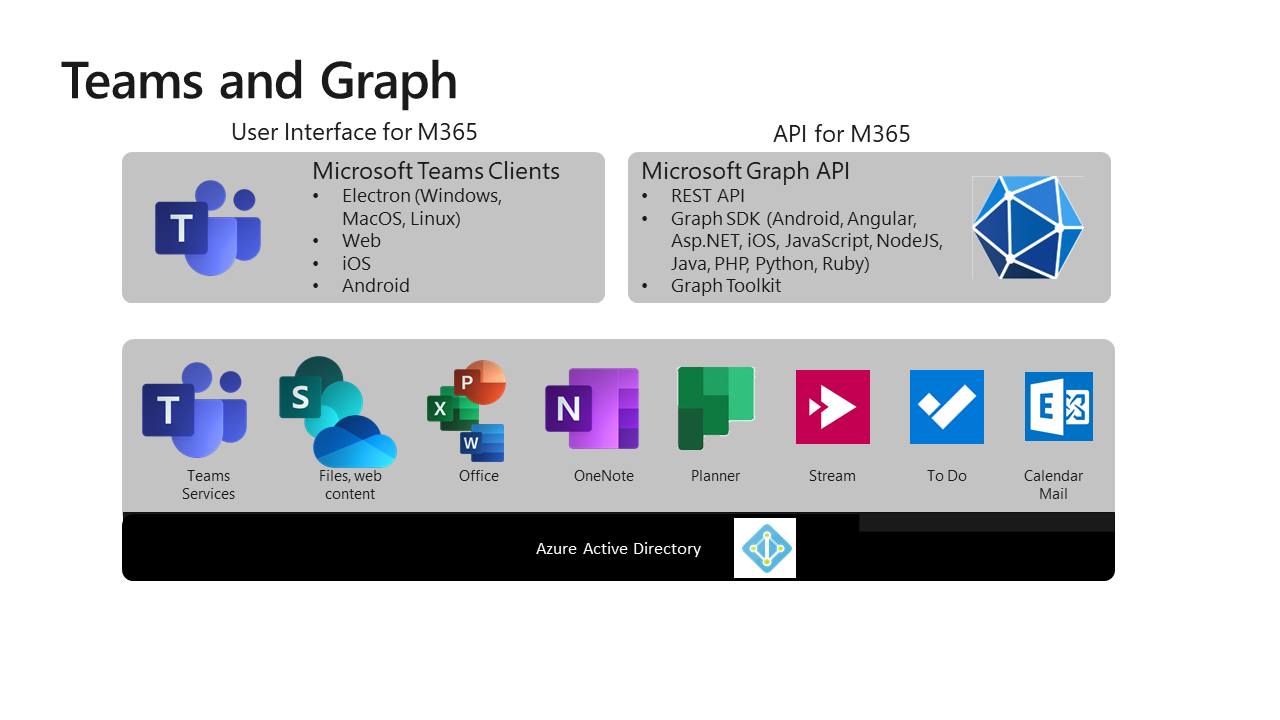 Teams and Graph
User Interface for M365
API for M365
Microsoft Teams Clients
• Electron (Windows,
MacOS, Linux)
• Web
• iOS
• Android
T
Microsoft Graph API
• REST API
• Graph SDK (Android, Angular,
Asp.NET, iOS, JavaScript, NodeJS,
Java, PHP, Python, Ruby)
• Graph Toolkit
T
S
P
X
W
N
E
Teams
Services
Files, web
content
Office
OneNote
Planner
Stream
To Do
Calendar
Mail
Azure Active Directory